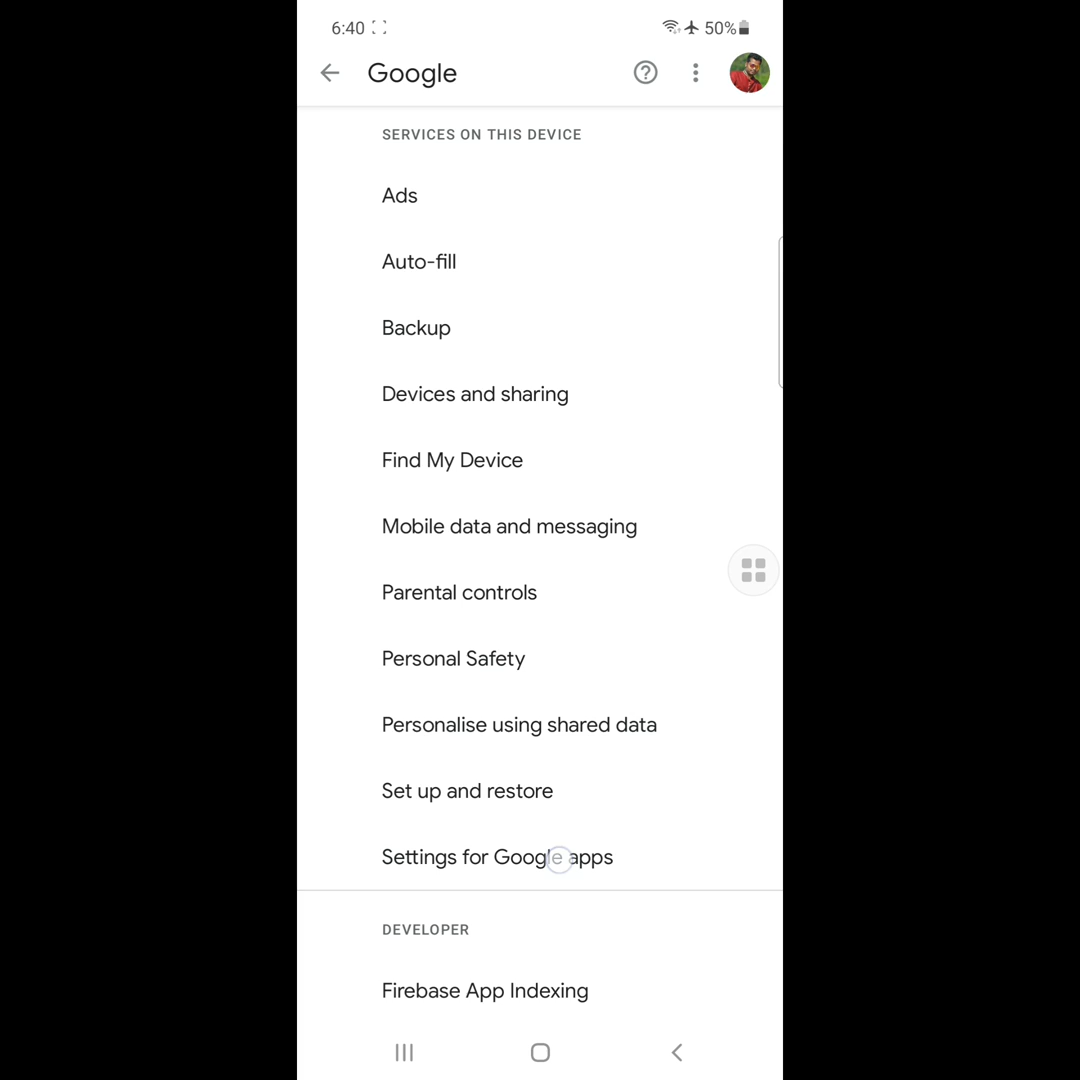 6:40 50%
Google
SERVICES ON THIS DEVICE
Ads
Auto-fill
Backup
Devices and sharing
Find My Device
Mobile data and messaging
Parental controls
Personal Safety
Personalise using shared data
Set up and restore
Settings for Google apps
DEVELOPER
Firebase App Indexing